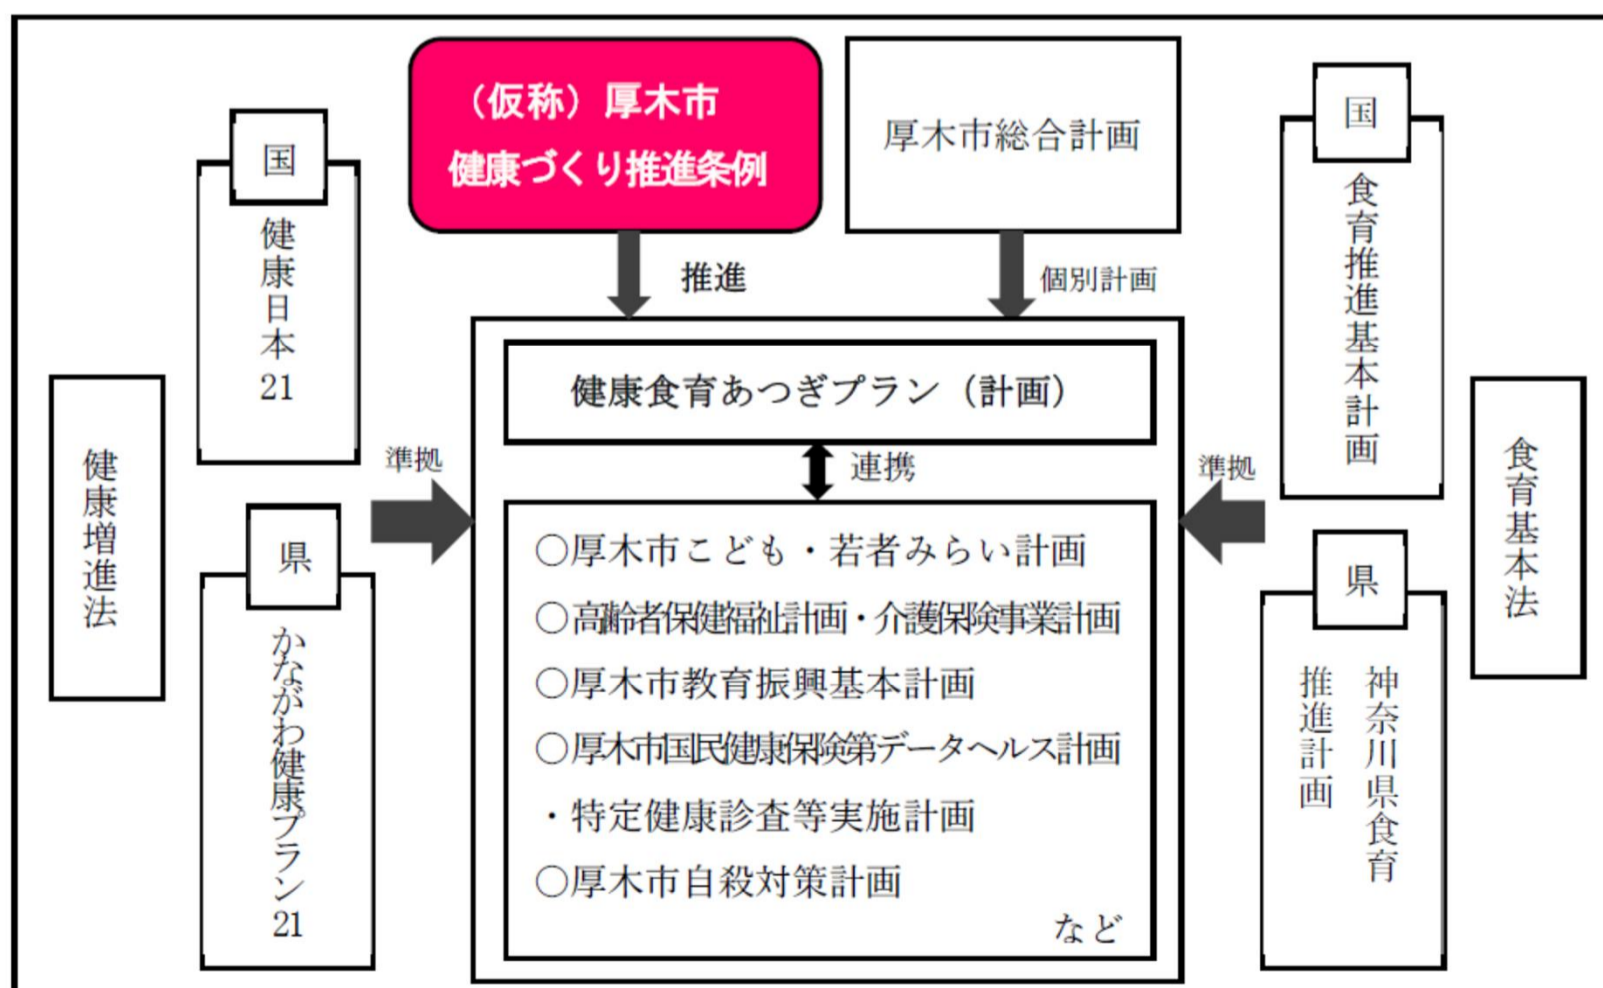 （仮称）厚木市
健康づくり推進条例
厚木市総合計画
推進
個別計画
国
健康日本21
県
かながわ健康プラン21
健康増進法
準拠
健康食育あつぎプラン（計画）
連携
○厚木市こども・若者みらい計画
○高齢者保健福祉計画・介護保険事業計画
○厚木市教育振興基本計画
○厚木市国民健康保険第データヘルス計画
・特定健康診査等実施計画
○厚木市自殺対策計画
など
準拠
国
食育推進基本計画
県
神奈川県食育
推進計画
食育基本法